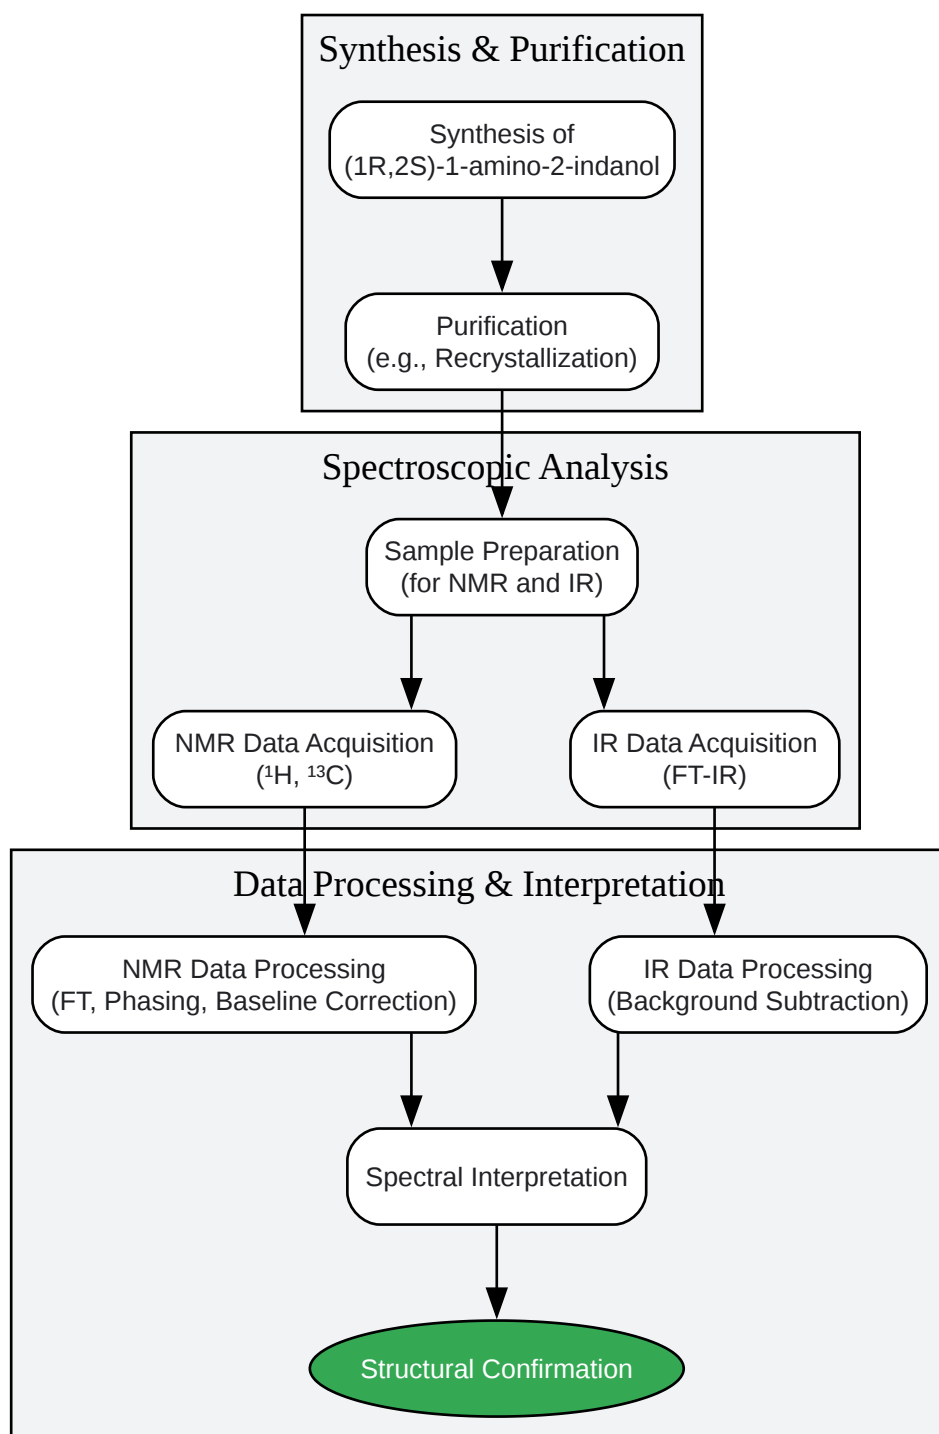 Synthesis & Purification
Synthesis of
(1R,2S)-1-amino-2-indanol
Purification
(e.g., Recrystallization)
Spectroscopic Analysis
Sample Preparation
(for NMR and IR)
NMR Data Acquisition
(¹H, ¹³C)
IR Data Acquisition
(FT-IR)
Data Processing & Interpretation
NMR Data Processing
(FT, Phasing, Baseline Correction)
IR Data Processing
(Background Subtraction)
Spectral Interpretation
Structural Confirmation